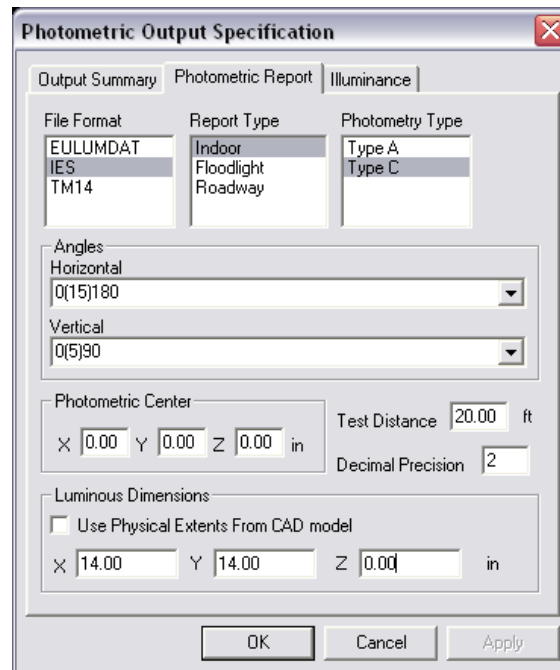 Photometric Output Specification
Output Summary Photometric Report Illuminance
File Format Report Type Photometry Type
EULUMDAT Indoor Type A
IES Floodlight Type C
TM14 Roadway
Angles
Horizontal
0(15)180
Vertical
0(5)90
Photometric Center
X 0.00 Y 0.00 Z 0.00 in
Test Distance 20.00 ft
Decimal Precision 2
Luminous Dimensions
Use Physical Extents From CAD model
X 14.00 Y 14.00 Z 0.00 in
OK Cancel Apply